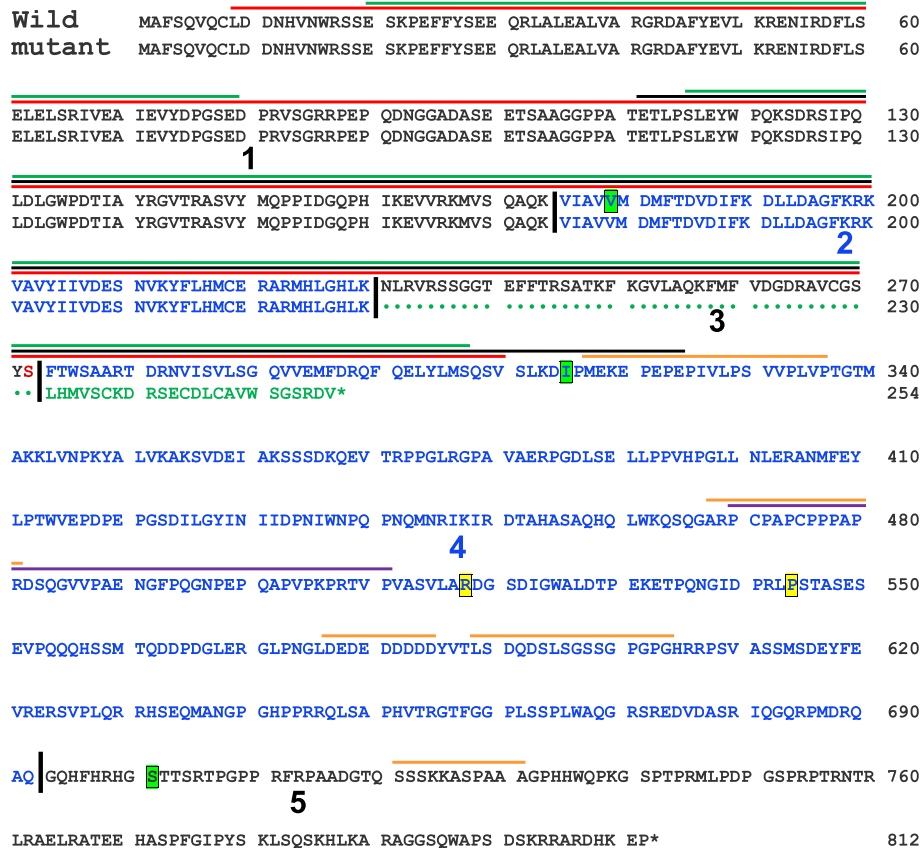 Wild MAFSQVQCLD DNHVNWRSSE SKPEFFYSEE QRLALEALVA RGRDAFYEVL KRENIRDFLS 60
mutant MAFSQVQCLD DNHVNWRSSE SKPEFFYSEE QRLALEALVA RGRDAFYEVL KRENIRDFLS 60
ELELSRIVEA IEVYDPGSED PRVSGRRPEP QDNGGADASE ETSAAGGPPA TETLPSLEYW PQKSDRSIPQ 130
ELELSRIVEA IEVYDPGSED PRVSGRRPEP QDNGGADASE ETSAAGGPPA TETLPSLEYW PQKSDRSIPQ 130
1
LDLGWPDTIA YRGVTRASVY MQPPIDGQPH IKEVVRKMVS QAQK VIAVVVM DMFTDVDIFK DLLDAGFKRK 200
LDLGWPDTIA YRGVTRASVY MQPPIDGQPH IKEVVRKMVS QAQK VIAVVVM DMFTDVDIFK DLLDAGFKRK 200
2
VAVYIIVDES NVKYFLHMCE RARMHLGHLK NLRVRSSGGT EFFTRSATKF KGVLAQKFMF VDGDRAVCGS 270
.............................. 230
3
YS FTWSAART DRNVISVLSG QVVEMFDRQF QELYLMSQSV SLKDIPMEKE PEPEPIVLPS VVPLVPTGTM 340
.. LHMVSCKD RSECDLCAVW SGSRDV* 254
AKKLVNPKYA LVKAKSVDEI AKSSSDKQEV TRPPGLRGPA VAERPGDLSE LLPPVHPGLL NLERANMFEY 410
LPTWVEPDPE PGSDILGYIN IIDPNIWNPQ PNQMNRIKIR DTAHASAQHQ LWKQSQGARP CPAPCPPPAP 480
4
RDSQGVVPAE NGFPQGNPEP QAPVPKPRTV PVASVLARDG SDIGWALDTP EKETPQNGID PRLPSTASES 550
EVPQQQHSSM TQDDPDGLER GLPNGLDEDE DDDDDYVTLS DQDSLSGSSG PGPGHRRPSV ASSMSDEYFE 620
VRERSVPLQR RHSEQMANGP GHPPRRQLSA PHVTRGTFGG PLSSPLWAQG RSREDVDASR IQGQRPMDRQ 690
AQ GQHFHRHG STTSRTPGPP RFRPAADGTQ SSSKKASPAA AGPHHWQPKG SPTPRMLPDP GSPRPTRNTR 760
5
LRAELRATEE HASPFGIPYS KLSQSKHLKA RAGGSQWAPS DSKRRARDHK EP* 812